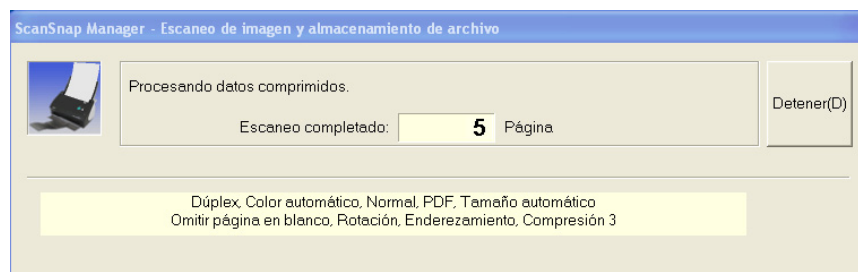 ScanSnap Manager - Escaneo de imagen y almacenamiento de archivo
Procesando datos comprimidos.
Escaneo completado: 5 Página
Detener(D)
Dúplex, Color automático, Normal, PDF, Tamaño automático
Omitir página en blanco, Rotación, Enderezamiento, Compresión 3